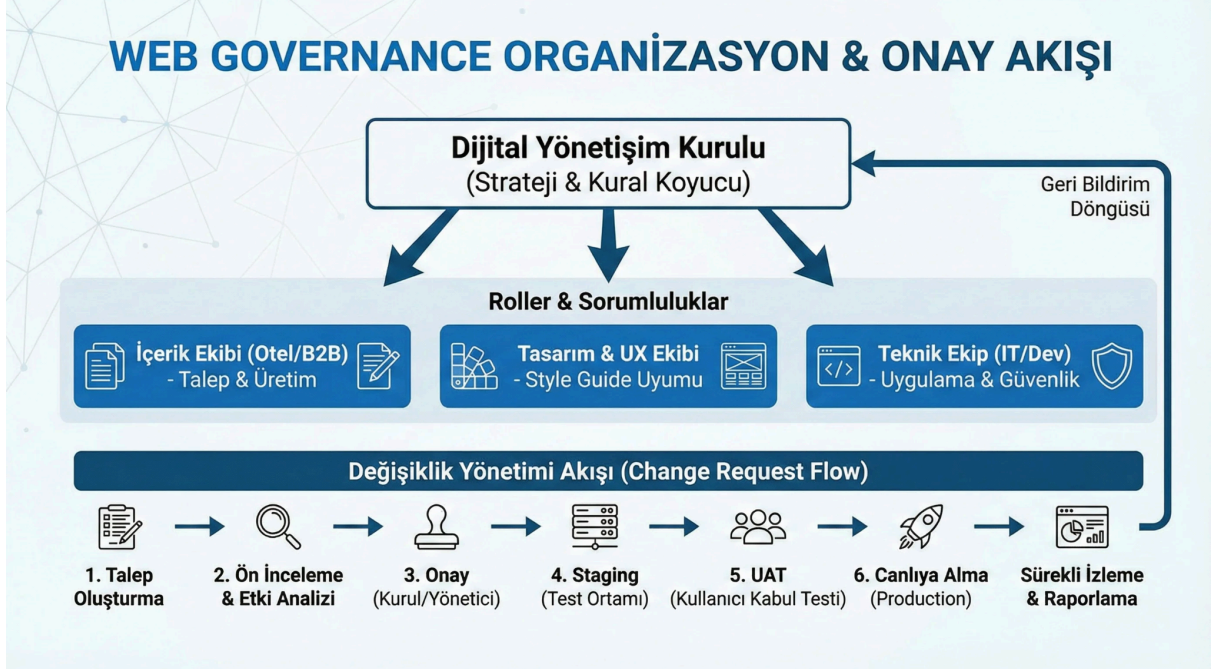 WEB GOVERNANCE ORGANİZASYON & ONAY AKIŞI
Dijital Yönetişim Kurulu
(Strateji & Kural Koyucu)
Geri Bildirim
Döngüsü
Roller & Sorumluluklar
İçerik Ekibi (Otel/B2B)
- Talep & Üretim
Tasarım & UX Ekibi
- Style Guide Uyumu
</>
Teknik Ekip (IT/Dev)
- Uygulama & Güvenlik
Değişiklik Yönetimi Akışı (Change Request Flow)
1. Talep
Oluşturma
2. Ön İnceleme
& Etki Analizi
3. Onay
(Kurul/Yönetici)
4. Staging
(Test Ortamı)
5. UAT
(Kullanıcı Kabul Testi)
6. Canlıya Alma
(Production)
Sürekli İzleme
& Raporlama